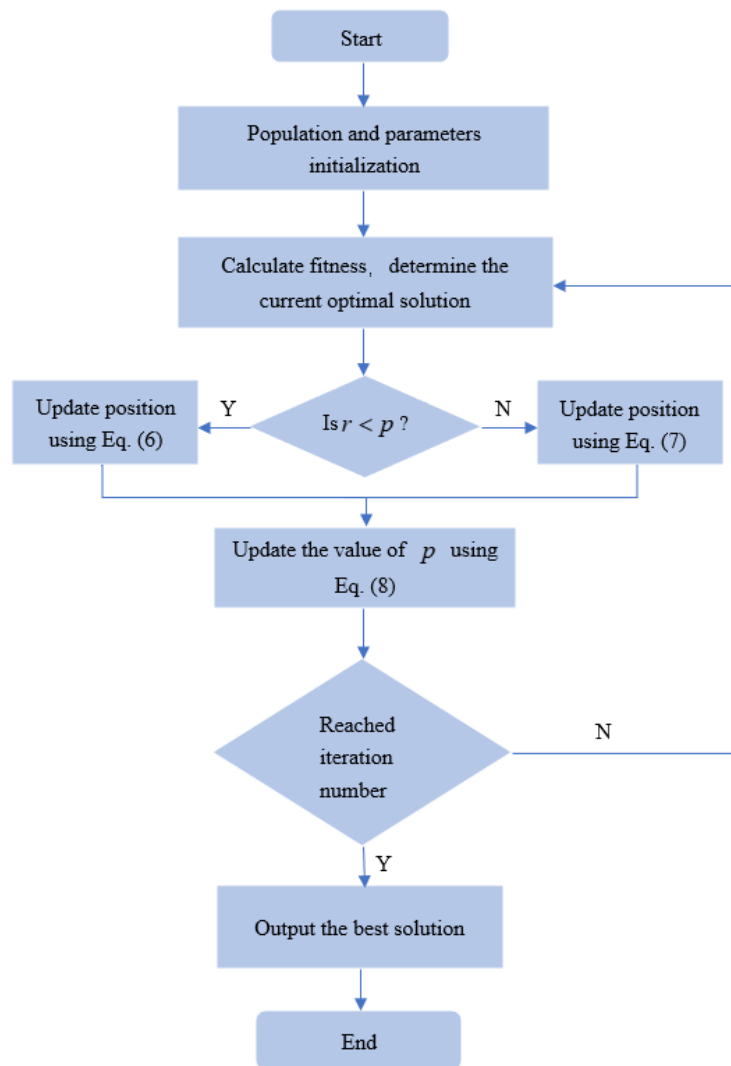 Start
Population and parameters
initialization
Calculate fitness，determine the
current optimal solution
Is r < p ?
Y
N
Update position
using Eq. (6)
Update position
using Eq. (7)
Update the value of p using
Eq. (8)
Reached
iteration
number
N
Y
Output the best solution
End